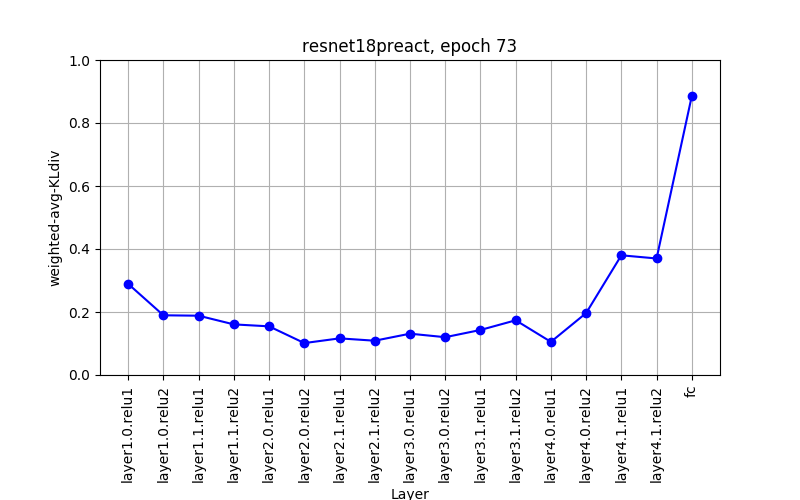 resnet18preact, epoch 73
1.0
0.8
0.6
0.4
0.2
0.0
weighted-avg-KLdiv
layer1.0.relu1
layer1.0.relu2
layer1.1.relu1
layer1.1.relu2
layer2.0.relu1
layer2.0.relu2
layer2.1.relu1
layer2.1.relu2
layer3.0.relu1
layer3.0.relu2
layer3.1.relu1
layer3.1.relu2
layer4.0.relu1
layer4.0.relu2
layer4.1.relu1
layer4.1.relu2
fc
Layer